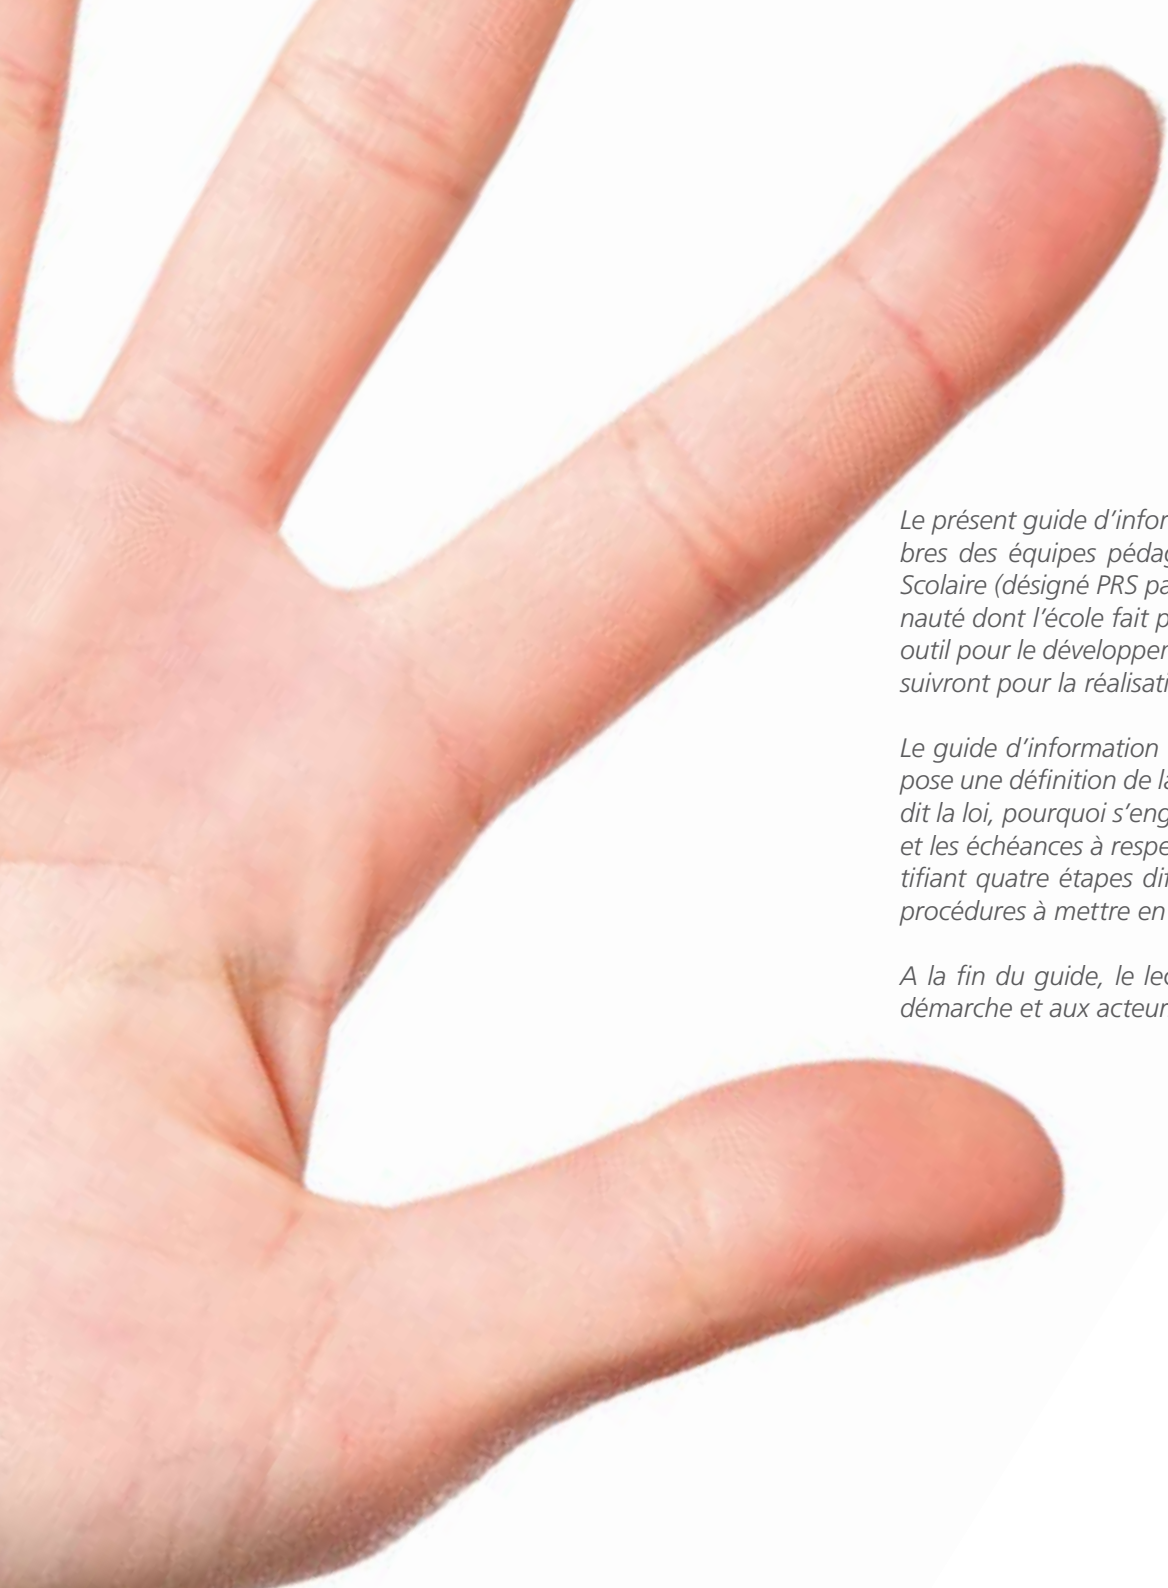 Le présent guide d’infor
bres des équipes pédag
Scolaire (désigné PRS pa
nauté dont l’école fait p
outil pour le développer
suivront pour la réalisati
Le guide d’information
pose une définition de la
dit la loi, pourquoi s’eng
et les échéances à respe
tifiant quatre étapes dif
procédures à mettre en
A la fin du guide, le lec
démarche et aux acteur